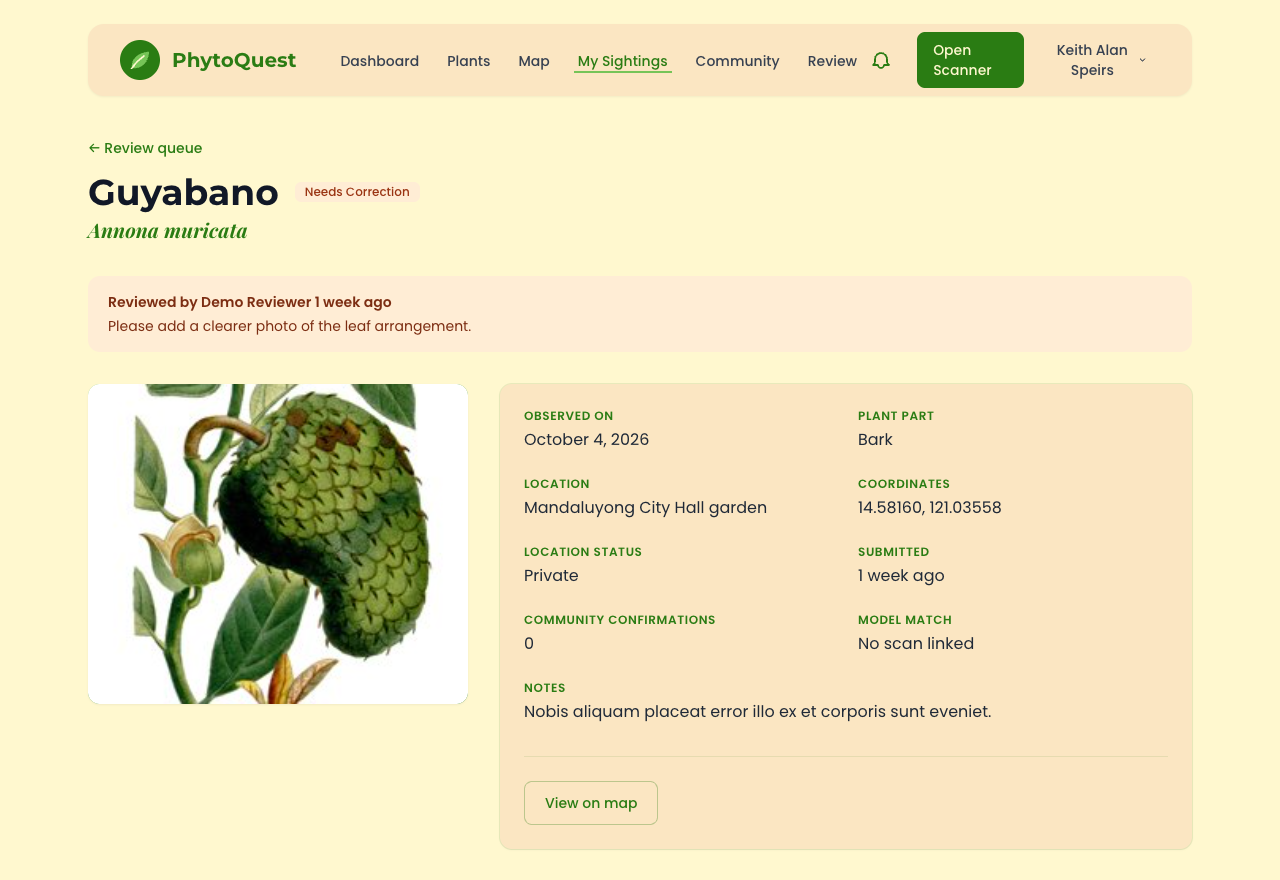 PhytoQuest
Dashboard
Plants
Map
My Sightings
Community
Review
Open
Scanner
Keith Alan
Speirs
← Review queue
Guyabano
Needs Correction
Annona muricata
Reviewed by Demo Reviewer 1 week ago
Please add a clearer photo of the leaf arrangement.
OBSERVED ON
October 4, 2026
PLANT PART
Bark
LOCATION
Mandaluyong City Hall garden
COORDINATES
14.58160, 121.03558
LOCATION STATUS
Private
SUBMITTED
1 week ago
COMMUNITY CONFIRMATIONS
0
MODEL MATCH
No scan linked
NOTES
Nobis aliquam placeat error illo ex et corporis sunt eveniet.
View on map